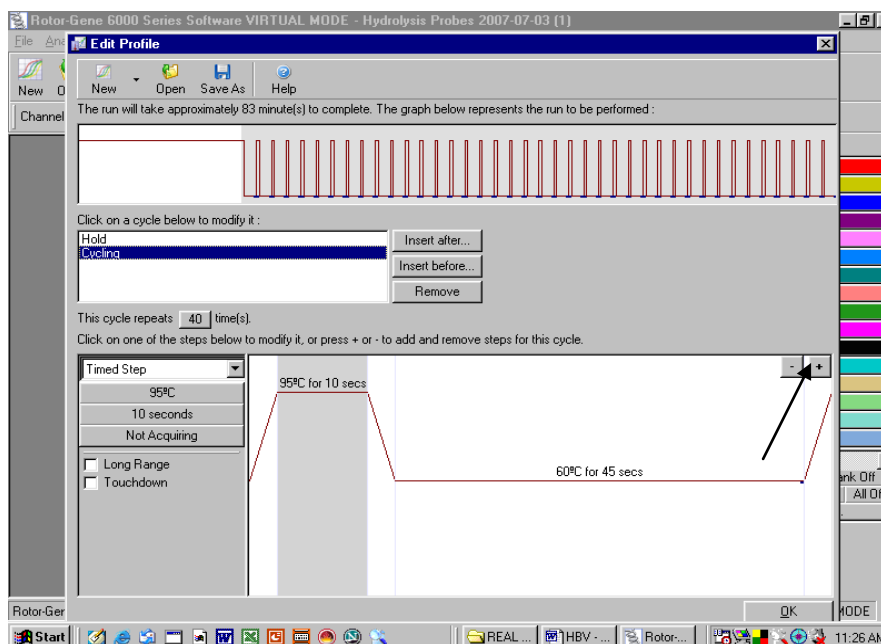 Rotor-Gene 6000 Series Software VIRTUAL MODE - Hydrolysis Probes 2007-07-03 (1)
File Ana
Edit Profile
New O
New Open Save As Help
Channel
The run will take approximately 83 minute(s) to complete. The graph below represents the run to be performed :
Click on a cycle below to modify it :
Hold
Cycling
Insert after...
Insert before...
Remove
This cycle repeats 40 time(s).
Click on one of the steps below to modify it, or press + or - to add and remove steps for this cycle.
Timed Step
- +
95ºC
95ºC for 10 secs
10 seconds
Not Acquiring
Long Range
60ºC for 45 secs
Touchdown
ank Off
All Of
Rotor-Ger
OK
MODE
Start
REAL ...
HBV - ...
Rotor-...
11:26 AM